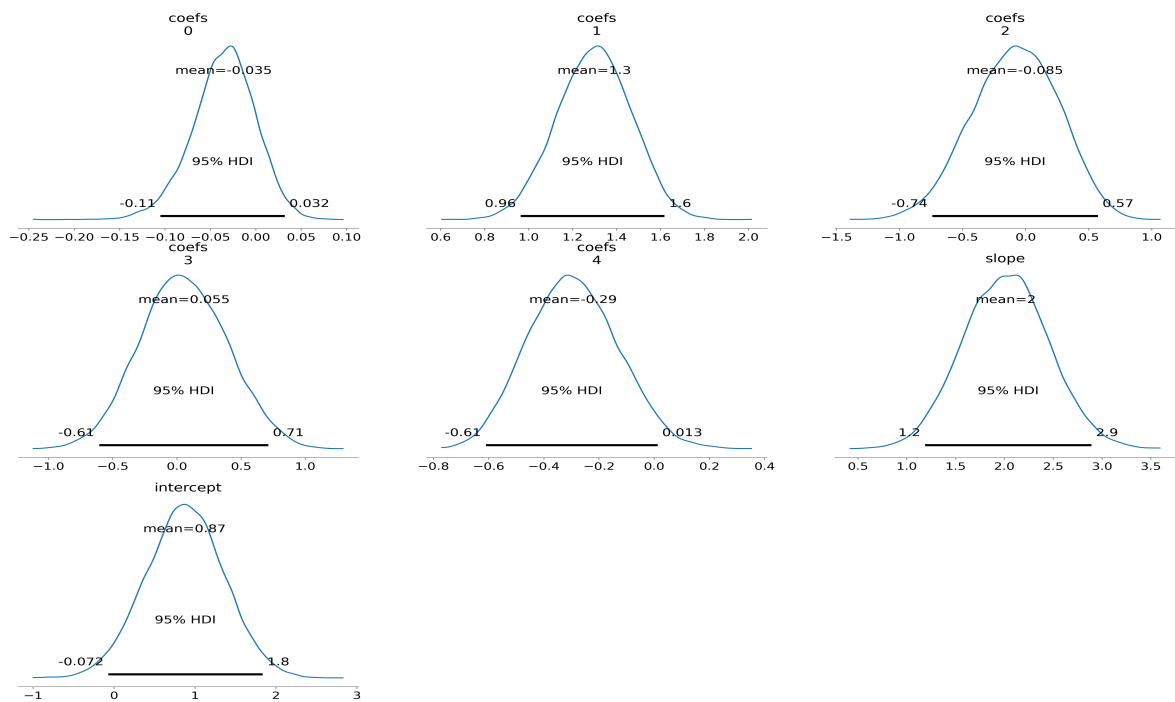 coefs
0
mean=-0.035
95% HDI
-0.11 0.032
−0.25 −0.20 −0.15 −0.10 −0.05 0.00 0.05 0.10
coefs
1
mean=1.3
95% HDI
0.96 1.6
0.6 0.8 1.0 1.2 1.4 1.6 1.8 2.0
coefs
2
mean=-0.085
95% HDI
-0.74 0.57
−1.5 −1.0 −0.5 0.0 0.5 1.0
coefs
3
mean=0.055
95% HDI
-0.61 0.71
−1.0 −0.5 0.0 0.5 1.0
coefs
4
mean=-0.29
95% HDI
-0.61 0.013
−0.8 −0.6 −0.4 −0.2 0.0 0.2 0.4
slope
mean=2
95% HDI
1.2 2.9
0.5 1.0 1.5 2.0 2.5 3.0 3.5
intercept
mean=0.87
95% HDI
-0.072 1.8
−1 0 1 2 3